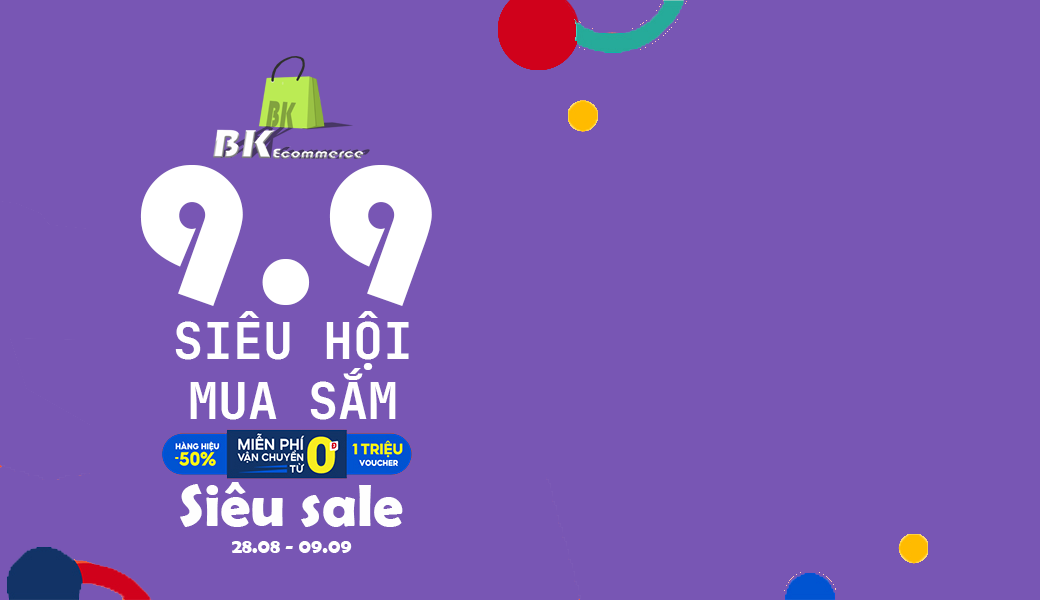 BK
BK Ecommerce
9.9
SIÊU HỘI
MUA SẮM
HÀNG HIỆU
-50%
MIỄN PHÍ
VẬN CHUYỂN
TỪ
0Đ
1 TRIỆU
VOUCHER
Siêu sale
28.08 - 09.09